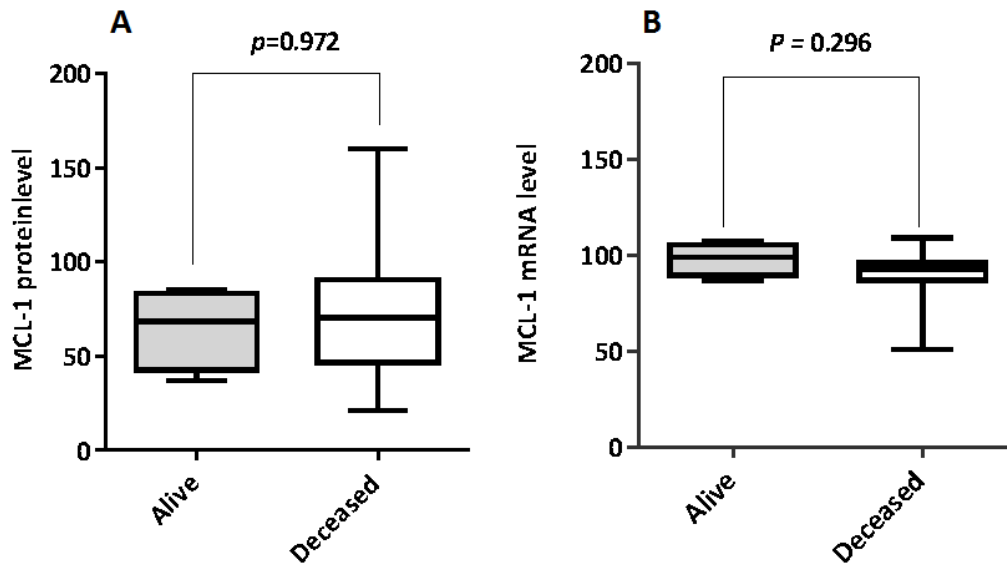 A
p=0.972
200
150
100
50
0
MCL-1 proteinlevel
Alive
Deceased
B
P = 0.296
200
150
100
50
0
MCL-1 mRNA level
Alive
Deceased